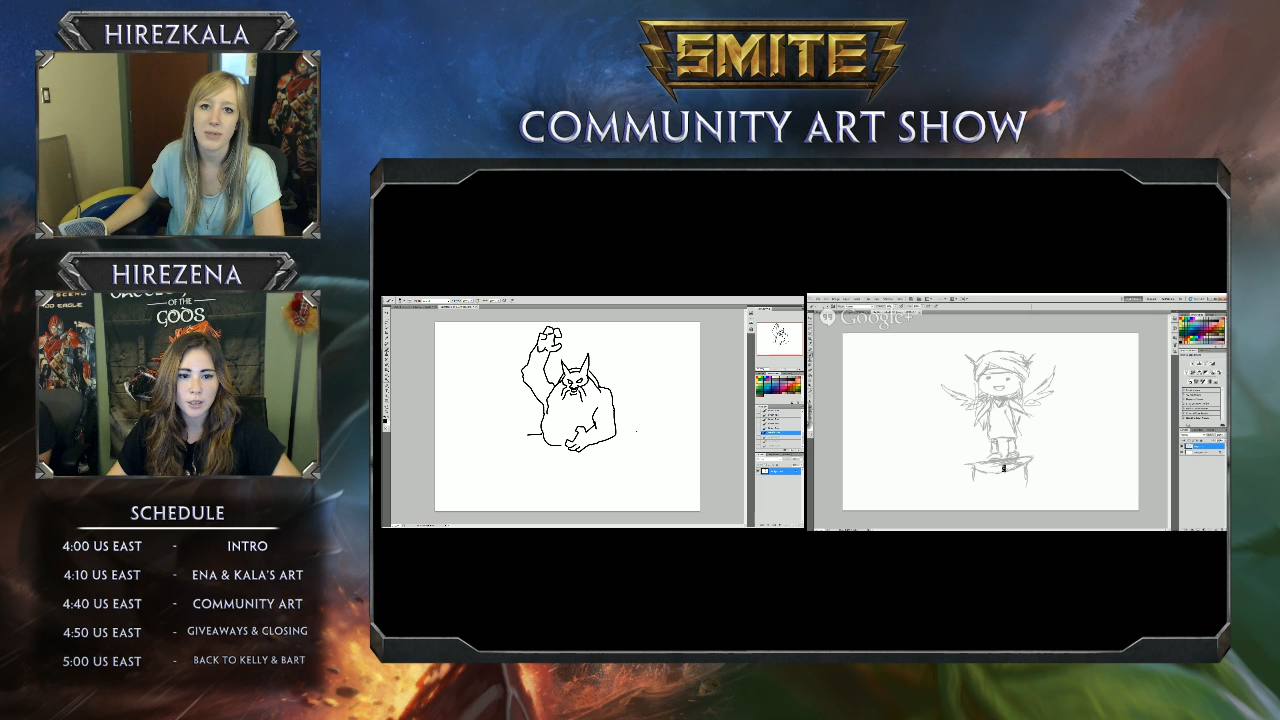 HIREZKALA
SMITE
COMMUNITY ART SHOW
HIREZENA
OF THE
GODS
Google+
SCHEDULE
4:00 US EAST - INTRO
4:10 US EAST - ENA & KALA'S ART
4:40 US EAST - COMMUNITY ART
4:50 US EAST - GIVEAWAYS & CLOSING
5:00 US EAST - BACK TO KELLY & BART